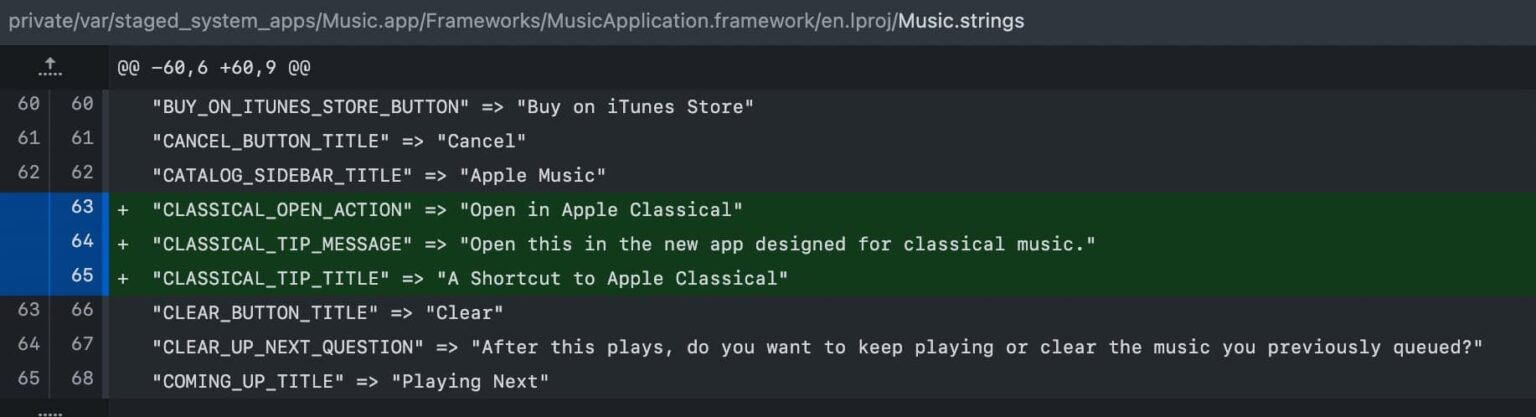 private/var/staged_system_apps/Music.app/Frameworks/MusicApplication.framework/en.lproj/Music.strings
@@ -60,6 +60,9 @@
60 60 "BUY_ON_ITUNES_STORE_BUTTON" => "Buy on iTunes Store"
61 61 "CANCEL_BUTTON_TITLE" => "Cancel"
62 62 "CATALOG_SIDEBAR_TITLE" => "Apple Music"
63 + "CLASSICAL_OPEN_ACTION" => "Open in Apple Classical"
64 + "CLASSICAL_TIP_MESSAGE" => "Open this in the new app designed for classical music."
65 + "CLASSICAL_TIP_TITLE" => "A Shortcut to Apple Classical"
63 66 "CLEAR_BUTTON_TITLE" => "Clear"
64 67 "CLEAR_UP_NEXT_QUESTION" => "After this plays, do you want to keep playing or clear the music you previously queued?"
65 68 "COMING_UP_TITLE" => "Playing Next"